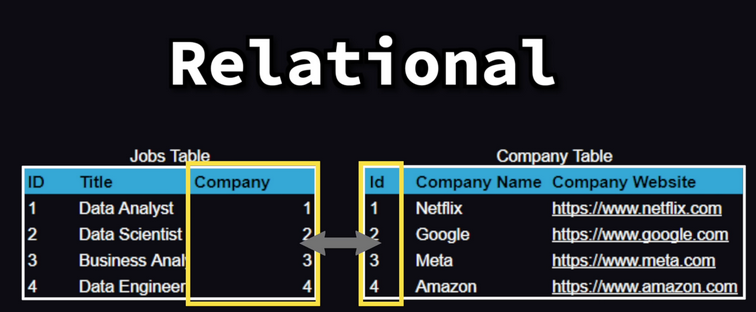 Relational
Jobs Table
ID Title Company
1 Data Analyst 1
2 Data Scientist 2
3 Business Anal 3
4 Data Engineer 4
Company Table
Id Company Name Company Website
1 Netflix https://www.netflix.com
2 Google https://www.google.com
3 Meta https://www.meta.com
4 Amazon https://www.amazon.com